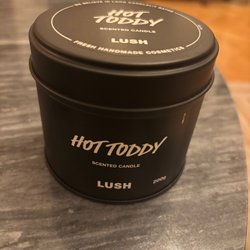 HOT TODDY
SCENTED CANDLE
LUSH
FRESH HANDMADE COSMETICS
HOT TODDY
SCENTED CANDLE
LUSH
200g